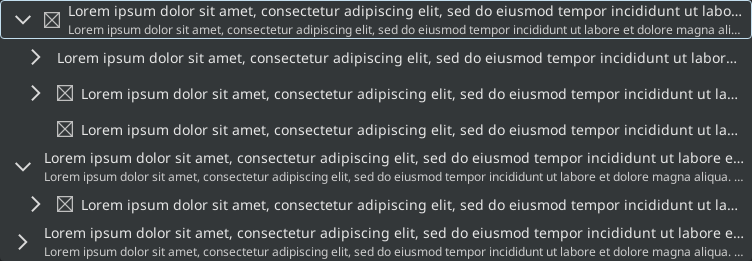 Lorem ipsum dolor sit amet, consectetur adipiscing elit, sed do eiusmod tempor incididunt ut labo...
Lorem ipsum dolor sit amet, consectetur adipiscing elit, sed do eiusmod tempor incididunt ut labore et dolore magna ali...
Lorem ipsum dolor sit amet, consectetur adipiscing elit, sed do eiusmod tempor incididunt ut labor...
Lorem ipsum dolor sit amet, consectetur adipiscing elit, sed do eiusmod tempor incididunt ut la...
Lorem ipsum dolor sit amet, consectetur adipiscing elit, sed do eiusmod tempor incididunt ut la...
Lorem ipsum dolor sit amet, consectetur adipiscing elit, sed do eiusmod tempor incididunt ut labore e...
Lorem ipsum dolor sit amet, consectetur adipiscing elit, sed do eiusmod tempor incididunt ut labore et dolore magna aliqua. ...
Lorem ipsum dolor sit amet, consectetur adipiscing elit, sed do eiusmod tempor incididunt ut la...
Lorem ipsum dolor sit amet, consectetur adipiscing elit, sed do eiusmod tempor incididunt ut labore e...
Lorem ipsum dolor sit amet, consectetur adipiscing elit, sed do eiusmod tempor incididunt ut labore et dolore magna aliqua. ...